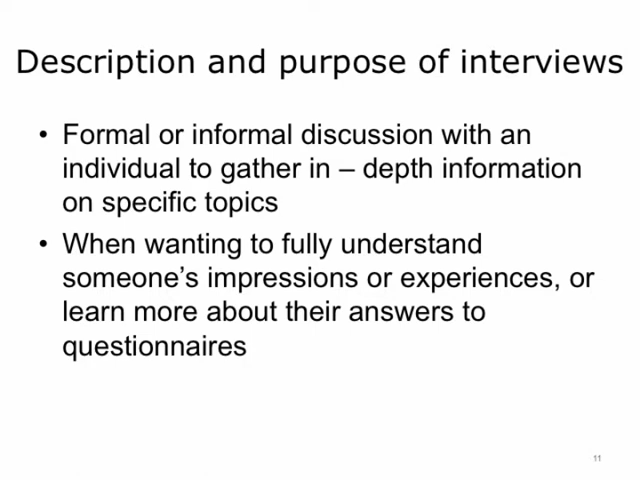 Description and purpose of interviews
• Formal or informal discussion with an
individual to gather in – depth information
on specific topics
• When wanting to fully understand
someone’s impressions or experiences, or
learn more about their answers to
questionnaires
11